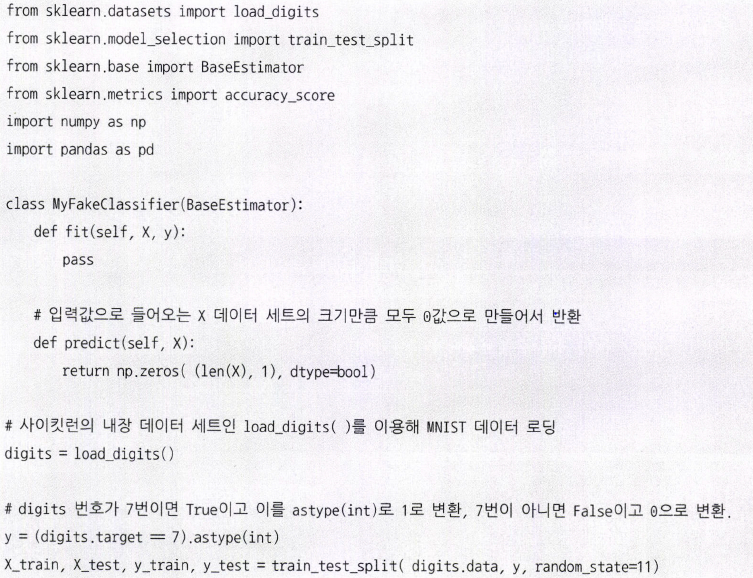 from sklearn.datasets import load_digits
from sklearn.model_selection import train_test_split
from sklearn.base import BaseEstimator
from sklearn.metrics import accuracy_score
import numpy as np
import pandas as pd
class MyFakeClassifier(BaseEstimator):
def fit(self, X, y):
pass
# 입력값으로 들어오는 X 데이터 세트의 크기만큼 모두 0값으로 만들어서 반환
def predict(self, X):
return np.zeros( (len(X), 1), dtype=bool)
# 사이킷런의 내장 데이터 세트인 load_digits( )를 이용해 MNIST 데이터 로딩
digits = load_digits()
# digits 번호가 7번이면 True이고 이를 astype(int)로 1로 변환, 7번이 아니면 False이고 0으로 변환.
y = (digits.target == 7).astype(int)
X_train, X_test, y_train, y_test = train_test_split( digits.data, y, random_state=11)